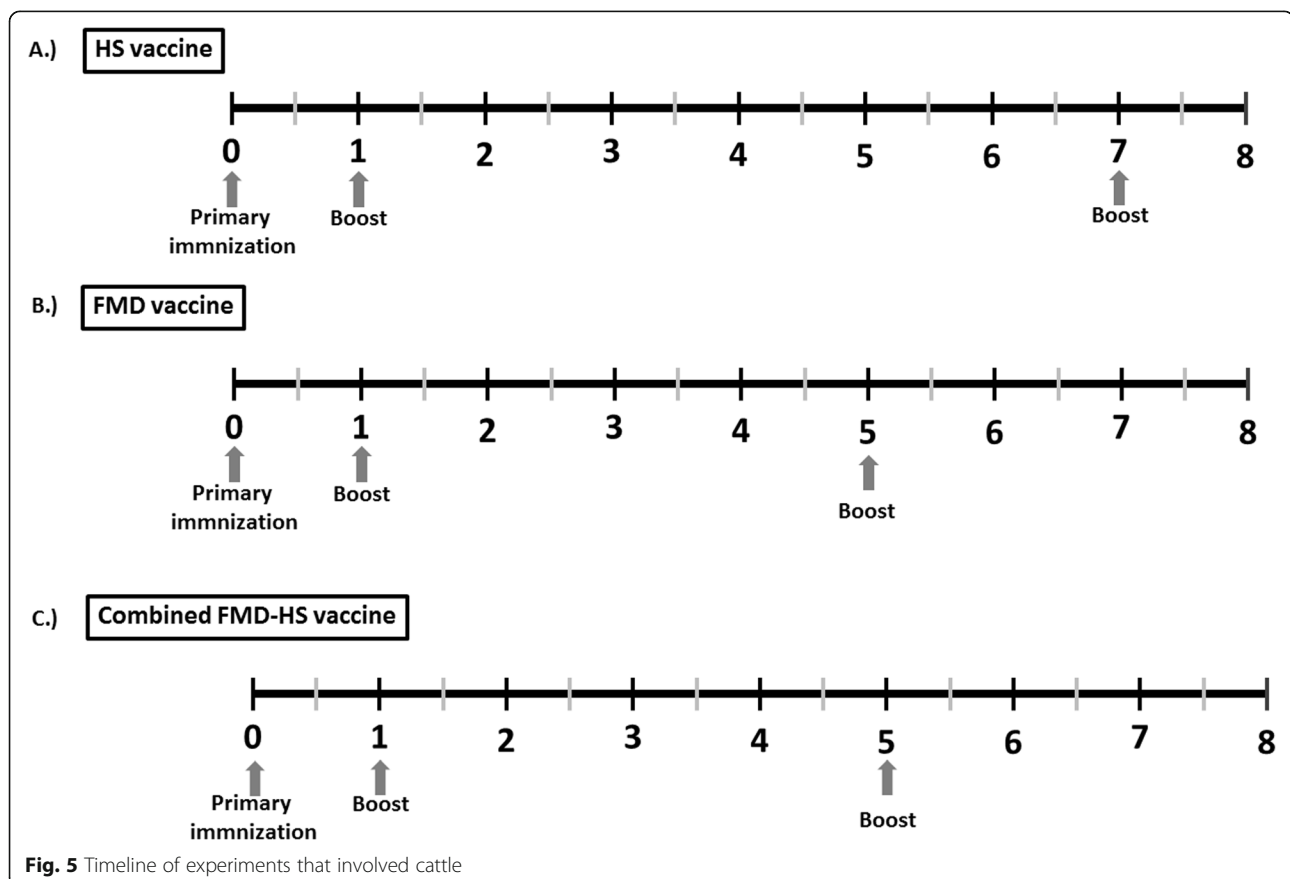 A.) HS vaccine
0 1 2 3 4 5 6 7 8
Primary Boost Boost
immnization
B.) FMD vaccine
0 1 2 3 4 5 6 7 8
Primary Boost
immnization Boost
C.) Combined FMD-HS vaccine
0 1 2 3 4 5 6 7 8
Primary Boost
immnization Boost
Fig. 5 Timeline of experiments that involved cattle